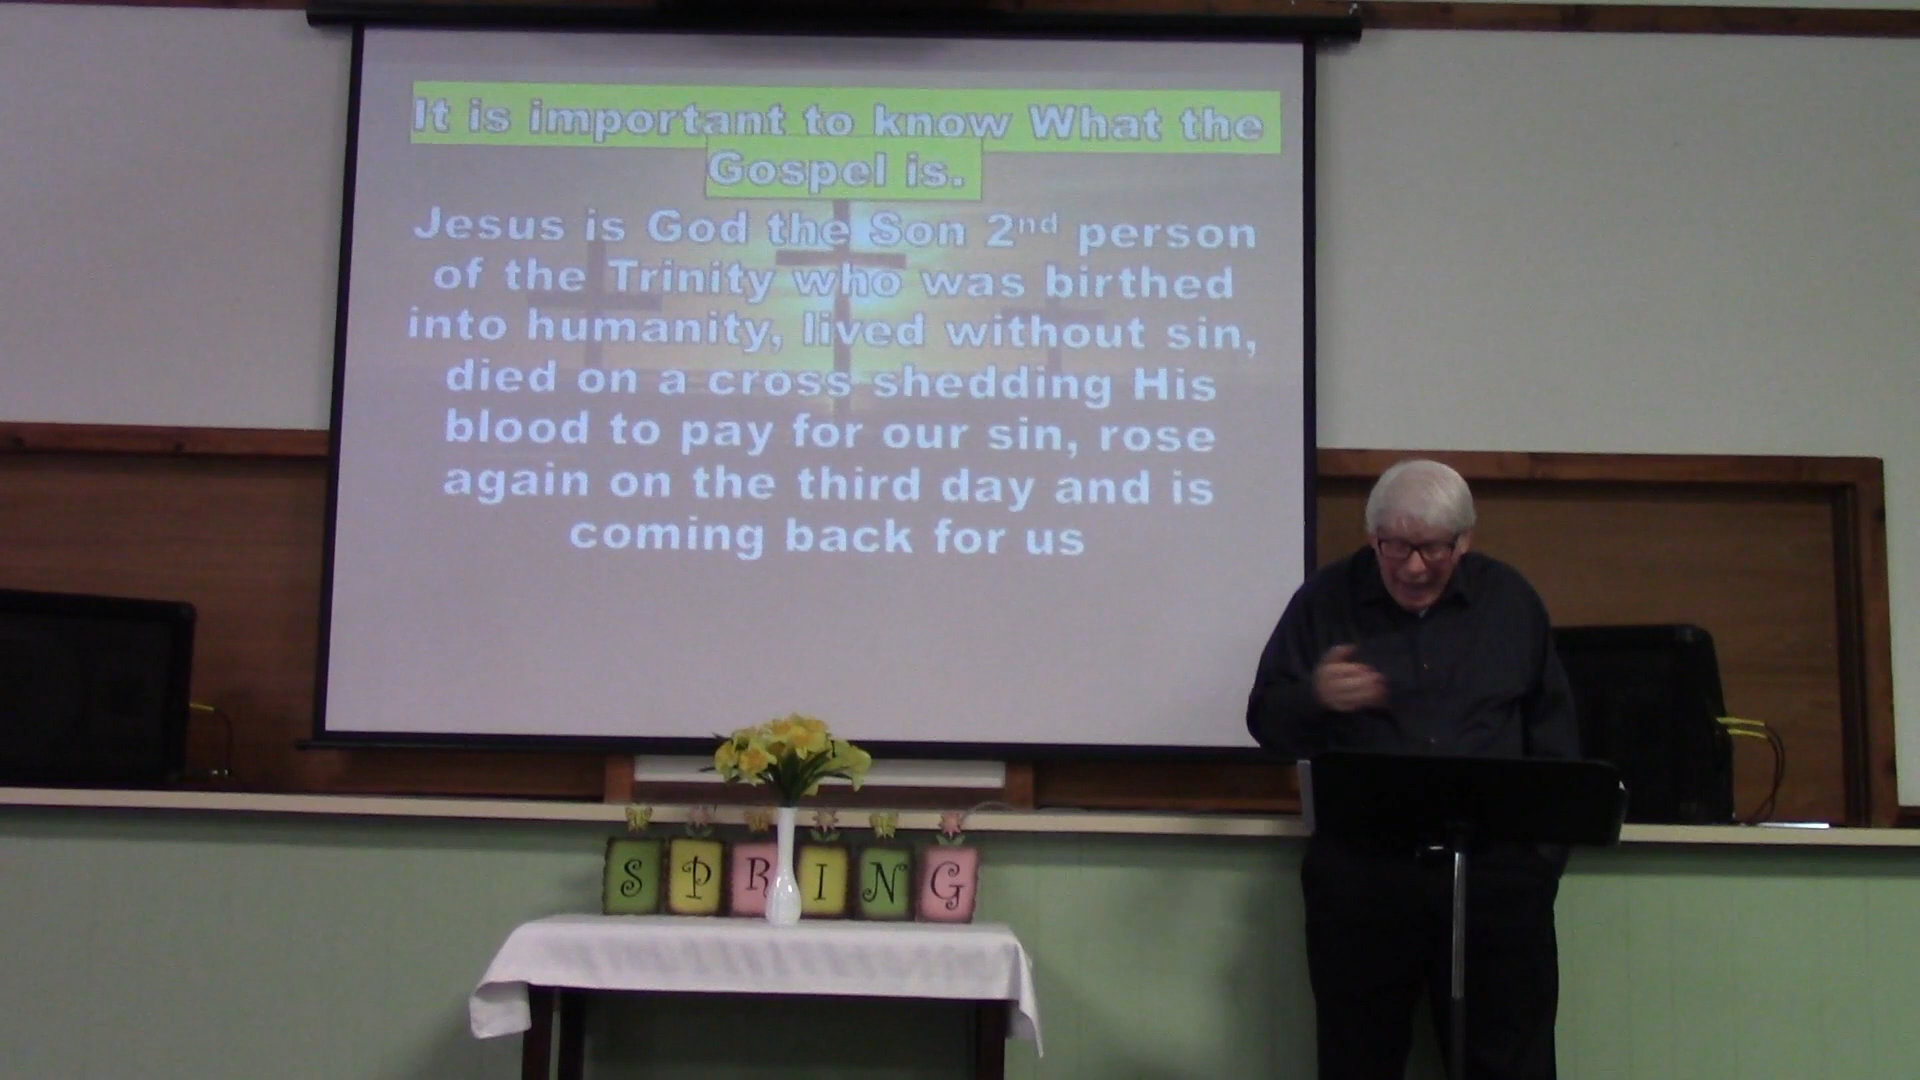 It is important to know What the
Gospel is.
Jesus is God the Son 2nd person
of the Trinity who was birthed
into humanity, lived without sin,
died on a cross shedding His
blood to pay for our sin, rose
again on the third day and is
coming back for us
SPRING